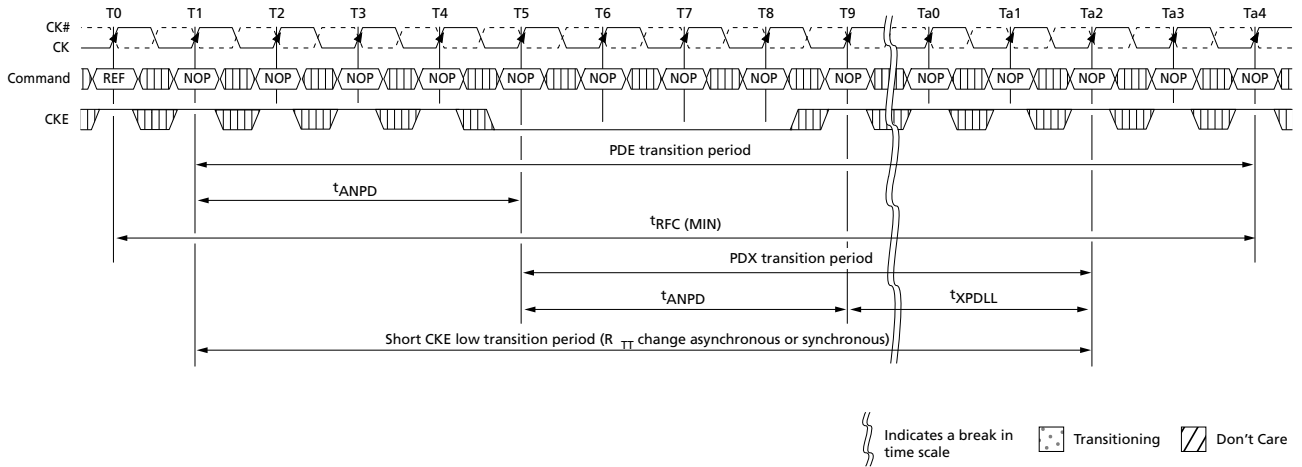 T0 T1 T2 T3 T4 T5 T6 T7 T8 T9 Ta0 Ta1 Ta2 Ta3 Ta4
CK#
CK
Command REF NOP NOP NOP NOP NOP NOP NOP NOP NOP NOP NOP NOP NOP NOP
CKE
PDE transition period
tANPD
tRFC (MIN)
PDX transition period
tANPD tXPDLL
Short CKE low transition period (R TT change asynchronous or synchronous)
Indicates a break in
time scale
Transitioning
Don't Care